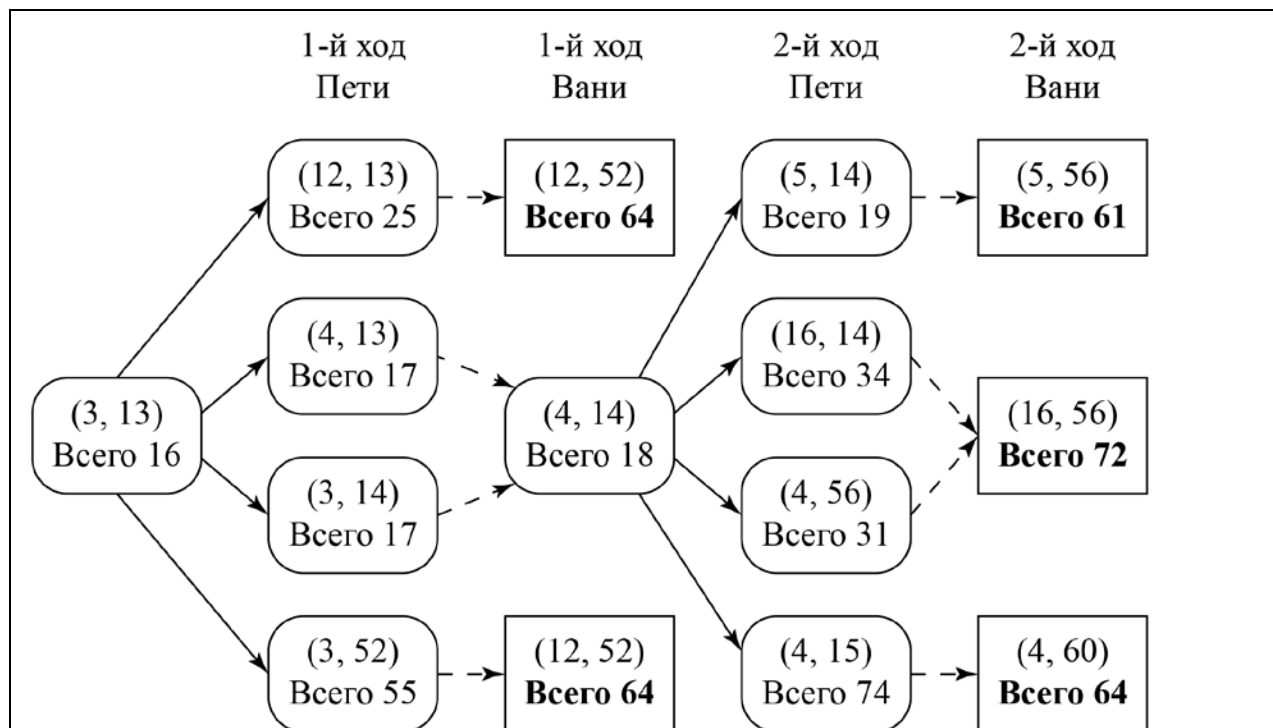 1-й ход
Пети
1-й ход
Вани
2-й ход
Пети
2-й ход
Вани
(12, 13)
Всего 25
(12, 52)
Всего 64
(5, 14)
Всего 19
(5, 56)
Всего 61
(4, 13)
Всего 17
(16, 14)
Всего 34
(3, 13)
Всего 16
(4, 14)
Всего 18
(16, 56)
Всего 72
(3, 14)
Всего 17
(4, 56)
Всего 31
(3, 52)
Всего 55
(12, 52)
Всего 64
(4, 15)
Всего 74
(4, 60)
Всего 64